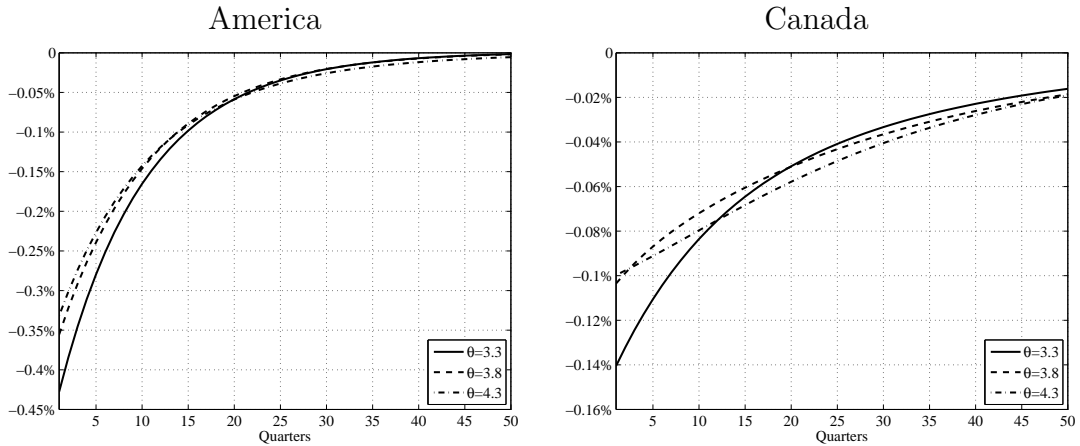 America
0
−0.05%
−0.1%
−0.15%
−0.2%
−0.25%
−0.3%
−0.35%
−0.4%
−0.45%
5 10 15 20 25 30 35 40 45 50
Quarters
θ=3.3
θ=3.8
θ=4.3
Canada
0
−0.02%
−0.04%
−0.06%
−0.08%
−0.1%
−0.12%
−0.14%
−0.16%
5 10 15 20 25 30 35 40 45 50
Quarters
θ=3.3
θ=3.8
θ=4.3